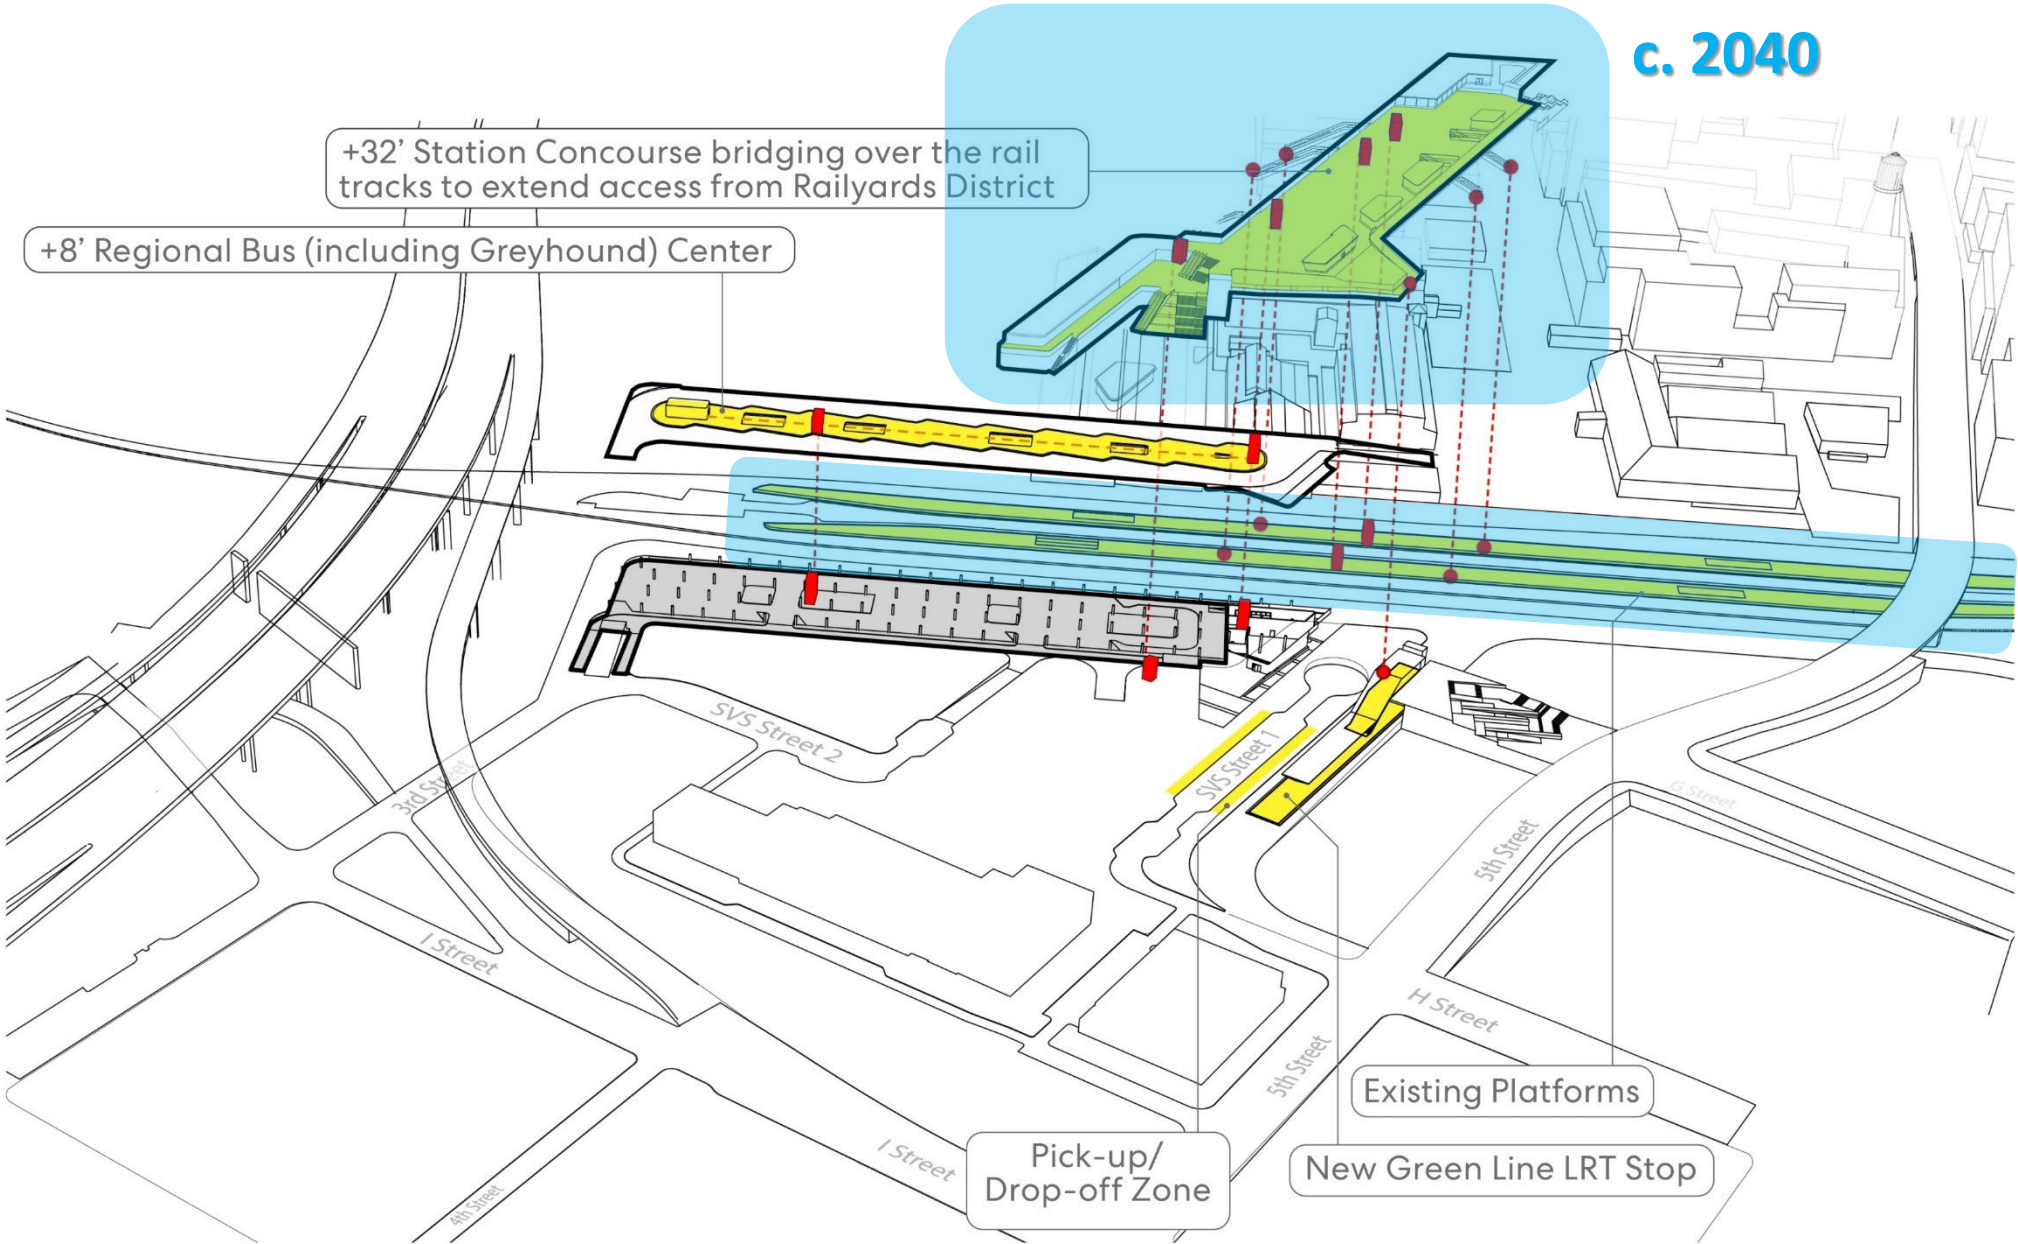 c. 2040
+32’ Station Concourse bridging over the rail
tracks to extend access from Railyards District
+8’ Regional Bus (including Greyhound) Center
SVS Street 2
SVS Street 1
3rd Street
G Street
5th Street
I Street
H Street
5th Street
Existing Platforms
I Street
Pick-up/
Drop-off Zone
New Green Line LRT Stop
4th Street